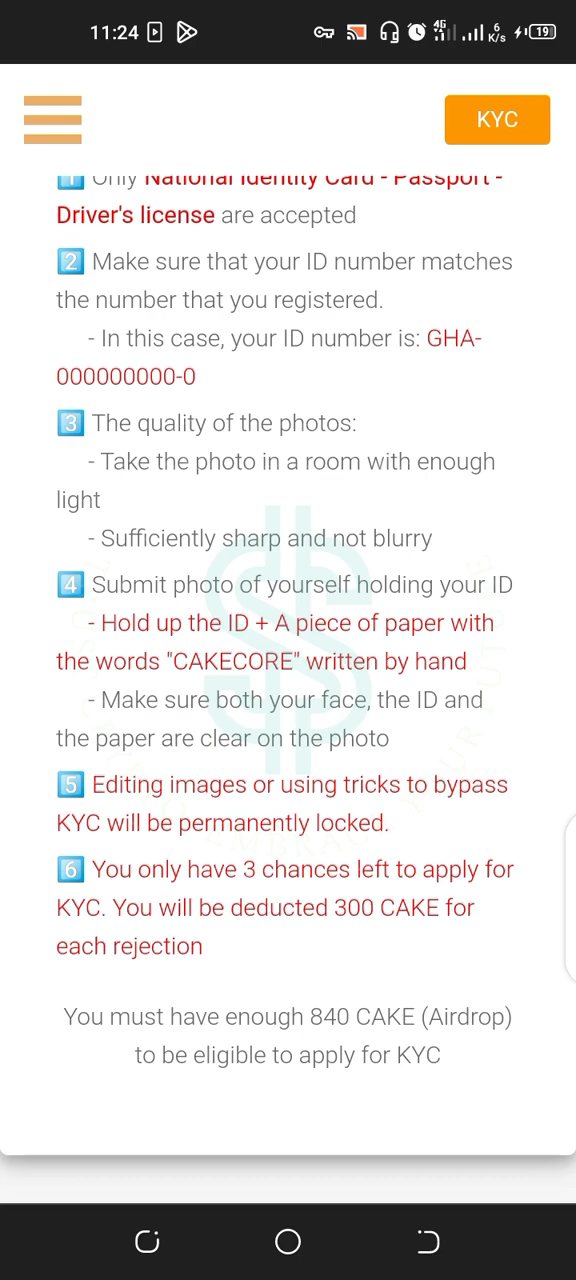 11:24 4G 6 K/s 19
KYC
1 Only National Identity Card - Passport -
Driver's license are accepted
2 Make sure that your ID number matches
the number that you registered.
- In this case, your ID number is: GHA-
000000000-0
3 The quality of the photos:
- Take the photo in a room with enough
light
- Sufficiently sharp and not blurry
4 Submit photo of yourself holding your ID
- Hold up the ID + A piece of paper with
the words "CAKECORE" written by hand
- Make sure both your face, the ID and
the paper are clear on the photo
5 Editing images or using tricks to bypass
KYC will be permanently locked.
6 You only have 3 chances left to apply for
KYC. You will be deducted 300 CAKE for
each rejection
You must have enough 840 CAKE (Airdrop)
to be eligible to apply for KYC